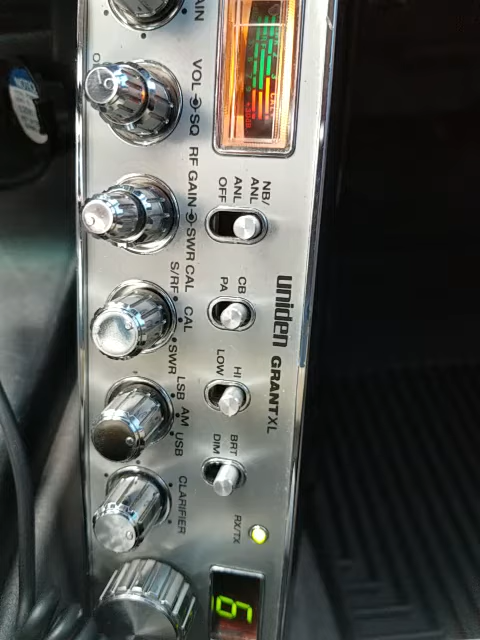 AIN
VOL SQ
RF GAIN SWR CAL
S/RF CAL SWR
LSB AM USB
CLARIFIER
NB/
ANL
ANL
OFF
CB
PA
HI
LOW
BRT
DIM
RX/TX
uniden GRANT XL